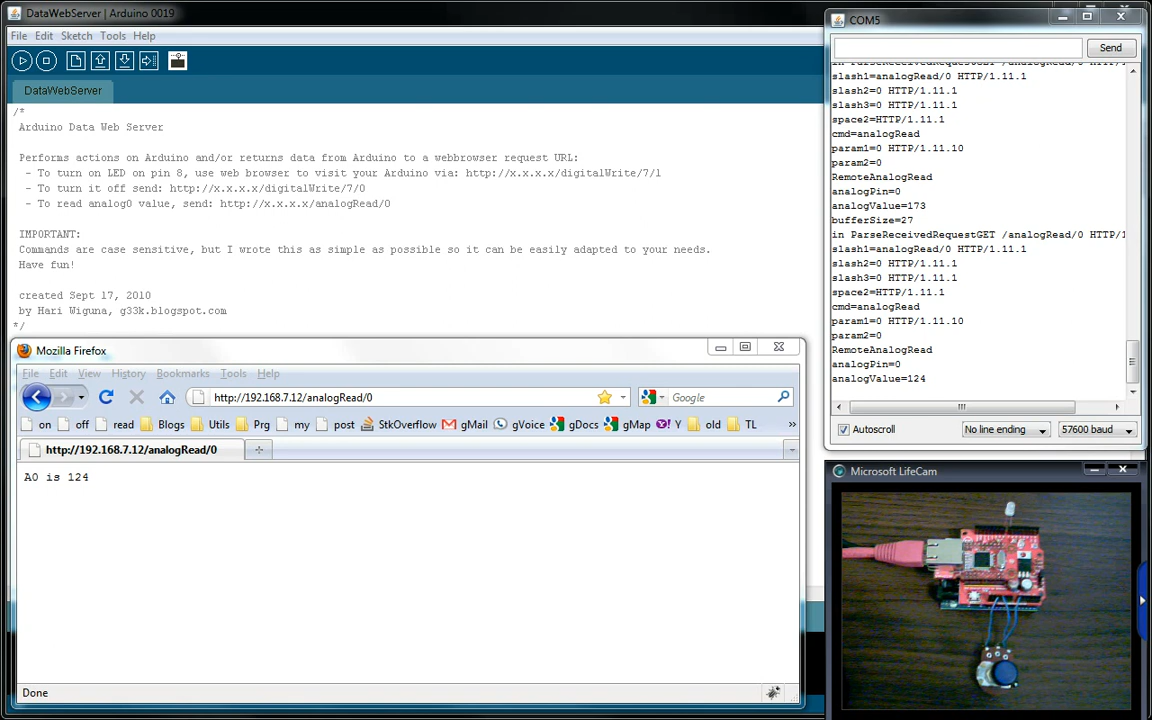 DataWebServer | Arduino 0019
File Edit Sketch Tools Help
DataWebServer
/*
Arduino Data Web Server
Performs actions on Arduino and/or returns data from Arduino to a webbrowser request URL:
- To turn on LED on pin 8, use web browser to visit your Arduino via: http://x.x.x.x/digitalWrite/7/1
- To turn it off send: http://x.x.x.x/digitalWrite/7/0
- To read analog0 value, send: http://x.x.x.x/analogRead/0
IMPORTANT:
Commands are case sensitive, but I wrote this as simple as possible so it can be easily adapted to your needs.
Have fun!
created Sept 17, 2010
by Hari Wiguna, g33k.blogspot.com
*/
Mozilla Firefox
File Edit View History Bookmarks Tools Help
http://192.168.7.12/analogRead/0
Google
on off read Blogs Utils Prg my post StkOverflow gMail gVoice gDocs gMap Y! Y old TL »
http://192.168.7.12/analogRead/0
A0 is 124
Done
COM5
Send
in ParseReceivedRequestGET /analogRead/0 HTTP/1
slash1=analogRead/0 HTTP/1.11.1
slash2=0 HTTP/1.11.1
slash3=0 HTTP/1.11.1
space2=HTTP/1.11.1
cmd=analogRead
param1=0 HTTP/1.11.10
param2=0
RemoteAnalogRead
analogPin=0
analogValue=173
bufferSize=27
in ParseReceivedRequestGET /analogRead/0 HTTP/1
slash1=analogRead/0 HTTP/1.11.1
slash2=0 HTTP/1.11.1
slash3=0 HTTP/1.11.1
space2=HTTP/1.11.1
cmd=analogRead
param1=0 HTTP/1.11.10
param2=0
RemoteAnalogRead
analogPin=0
analogValue=124
Autoscroll
No line ending
57600 baud
Microsoft LifeCam